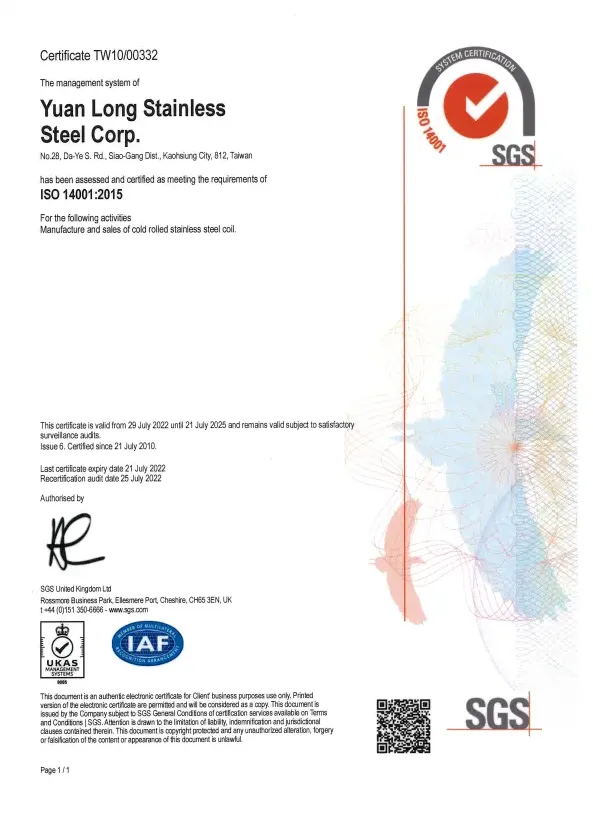 Certificate TW10/00332
The management system of
Yuan Long Stainless
Steel Corp.
No.28, Da-Ye S. Rd., Siao-Gang Dist., Kaohsiung City, 812, Taiwan
has been assessed and certified as meeting the requirements of
ISO 14001:2015
For the following activities
Manufacture and sales of cold rolled stainless steel coil.
SYSTEM CERTIFICATION
ISO 14001
SGS
This certificate is valid from 29 July 2022 until 21 July 2025 and remains valid subject to satisfactory
surveillance audits.
Issue 6. Certified since 21 July 2010.
Last certificate expiry date 21 July 2022
Recertification audit date 25 July 2022
Authorised by
SGS United Kingdom Ltd
Rossmore Business Park, Ellesmere Port, Cheshire, CH65 3EN, UK
t +44 (0)151 350-6666 - www.sgs.com
UKAS
MANAGEMENT
SYSTEMS
0005
MEMBER OF MULTILATERAL
IAF
RECOGNITION ARRANGEMENT
This document is an authentic electronic certificate for Client' business purposes use only. Printed
version of the electronic certificate are permitted and will be considered as a copy. This document is
issued by the Company subject to SGS General Conditions of certification services available on Terms
and Conditions | SGS. Attention is drawn to the limitation of liability, indemnification and jurisdictional
clauses contained therein. This document is copyright protected and any unauthorized alteration, forgery
or falsification of the content or appearance of this document is unlawful.
SGS
Page 1 / 1